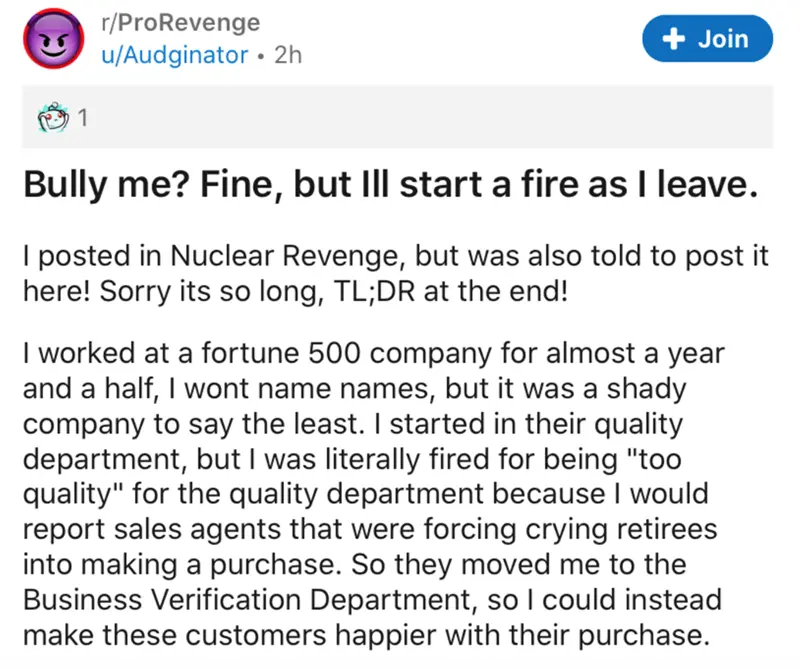 r/ProRevenge
u/Audginator • 2h
+ Join
1
Bully me? Fine, but Ill start a fire as I leave.
I posted in Nuclear Revenge, but was also told to post it
here! Sorry its so long, TL;DR at the end!
I worked at a fortune 500 company for almost a year
and a half, I wont name names, but it was a shady
company to say the least. I started in their quality
department, but I was literally fired for being "too
quality" for the quality department because I would
report sales agents that were forcing crying retirees
into making a purchase. So they moved me to the
Business Verification Department, so I could instead
make these customers happier with their purchase.